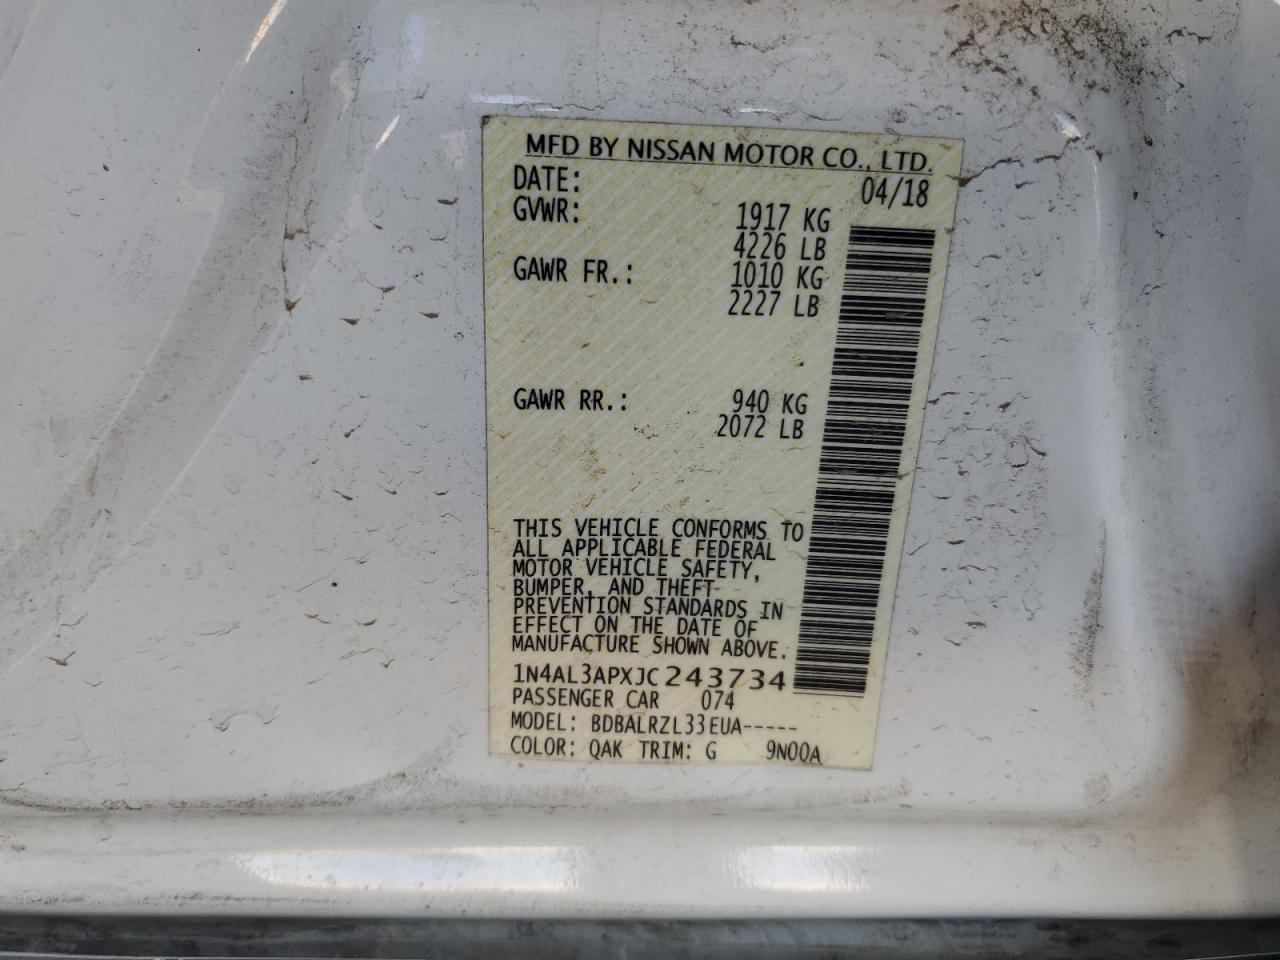 MFD BY NISSAN MOTOR CO., LTD.
DATE: 04/18
GVWR: 1917 KG
4226 LB
GAWR FR.: 1010 KG
2227 LB
GAWR RR.: 940 KG
2072 LB
THIS VEHICLE CONFORMS TO
ALL APPLICABLE FEDERAL
MOTOR VEHICLE SAFETY,
BUMPER, AND THEFT
PREVENTION STANDARDS IN
EFFECT ON THE DATE OF
MANUFACTURE SHOWN ABOVE.
1N4AL3APXJC243734
PASSENGER CAR 074
MODEL: BDBALRZL33EUA-----
COLOR: QAK TRIM: G 9N00A